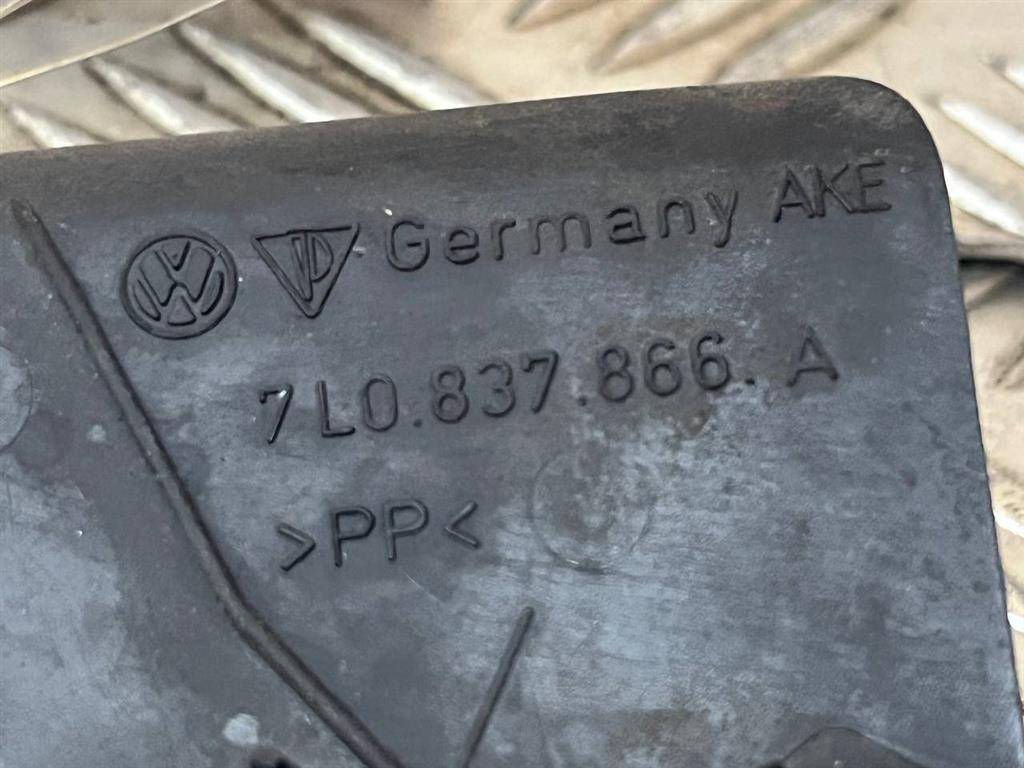 Germany AKE
7L0.837.866. A
>PP<